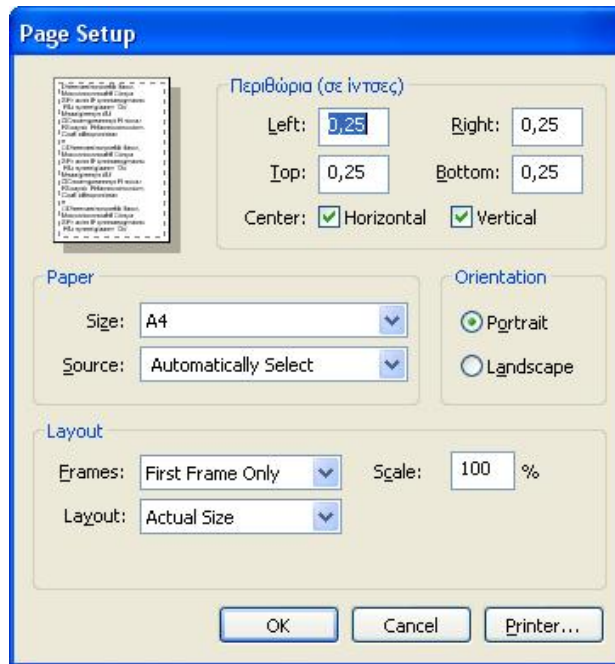 Page Setup
Περιθώρια (σε ίντσες)
Left: 0,25 Right: 0,25
Top: 0,25 Bottom: 0,25
Center: Horizontal Vertical
Paper
Size: A4
Source: Automatically Select
Orientation
Portrait
Landscape
Layout
Frames: First Frame Only Scale: 100 %
Layout: Actual Size
OK Cancel Printer...